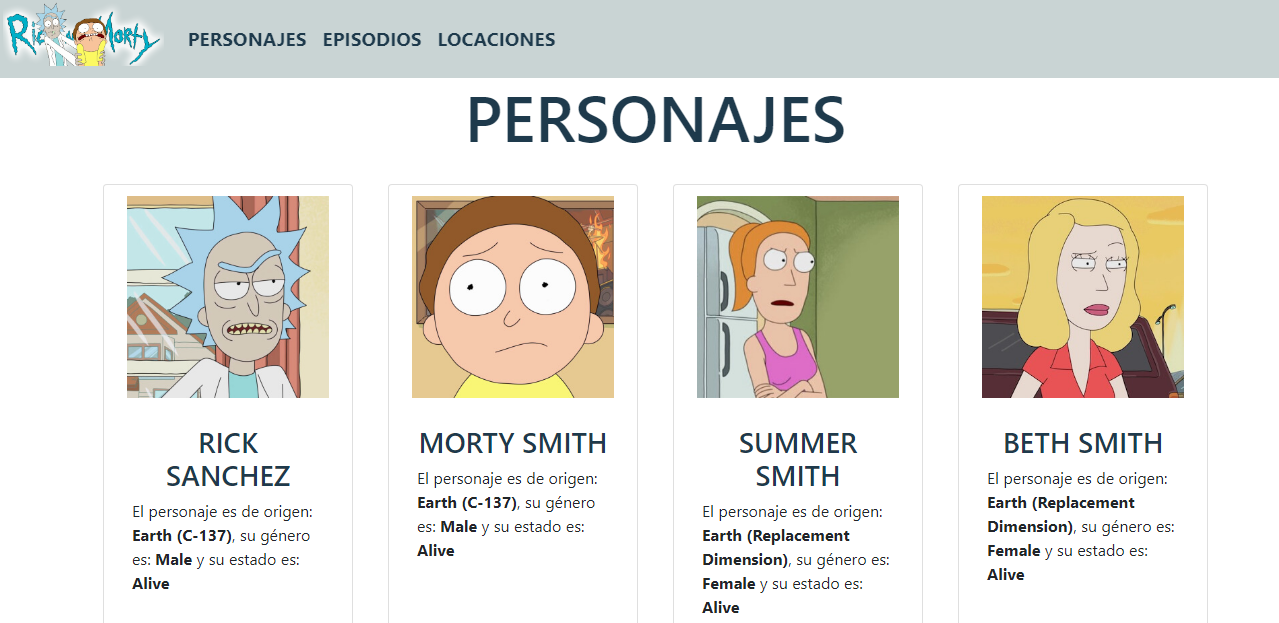 Rick y Morty
PERSONAJES EPISODIOS LOCACIONES
PERSONAJES
RICK
SANCHEZ
El personaje es de origen:
Earth (C-137), su género
es: Male y su estado es:
Alive
MORTY SMITH
El personaje es de origen:
Earth (C-137), su género
es: Male y su estado es:
Alive
SUMMER
SMITH
El personaje es de origen:
Earth (Replacement
Dimension), su género es:
Female y su estado es:
Alive
BETH SMITH
El personaje es de origen:
Earth (Replacement
Dimension), su género es:
Female y su estado es:
Alive